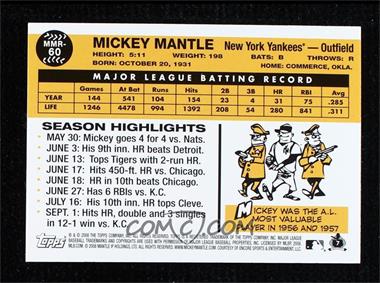 MMR-
60
MICKEY MANTLE New York Yankees — Outfield
HEIGHT: 5:11 WEIGHT: 198 BATS: B THROWS: R
BORN: OCTOBER 20, 1931 HOME: COMMERCE, OKLA.
MAJOR LEAGUE BATTING RECORD
Games At Bat Runs Hits 2B 3B HR RBI Avg.
YEAR 144 541 104 154 23 4 31 75 .285
LIFE 1246 4478 994 1392 208 54 280 841 .311
SEASON HIGHLIGHTS
MAY 30: Mickey goes 4 for 4 vs. Nats.
JUNE 3: His 9th inn. HR beats Detroit.
JUNE 13: Tops Tigers with 2-run HR.
JUNE 17: Hits 450-ft. HR vs. Chicago.
JUNE 18: HR in 10th beats Chicago.
JUNE 27: Has 6 RBIs vs. K.C.
JULY 16: His 10th inn. HR tops Cleve.
SEPT. 1: Hits HR, double and 3 singles
in 12-1 win vs. K.C.
MICKEY WAS THE A.L.
MOST VALUABLE
PLAYER IN 1956 AND 1957
COMC
Topps
7